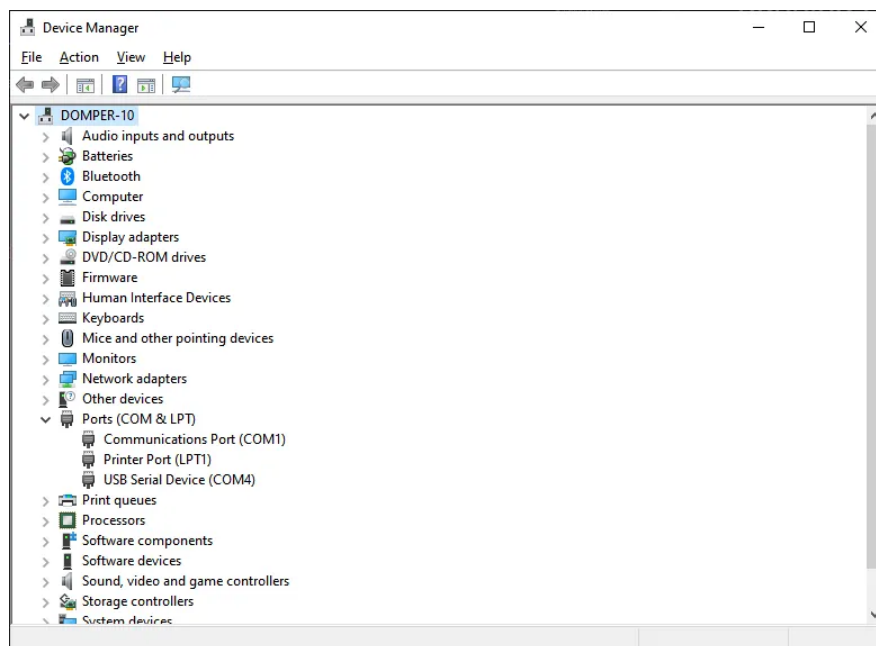 Device Manager
File Action View Help
DOMPER-10
Audio inputs and outputs
Batteries
Bluetooth
Computer
Disk drives
Display adapters
DVD/CD-ROM drives
Firmware
Human Interface Devices
Keyboards
Mice and other pointing devices
Monitors
Network adapters
Other devices
Ports (COM & LPT)
Communications Port (COM1)
Printer Port (LPT1)
USB Serial Device (COM4)
Print queues
Processors
Software components
Software devices
Sound, video and game controllers
Storage controllers
System devices